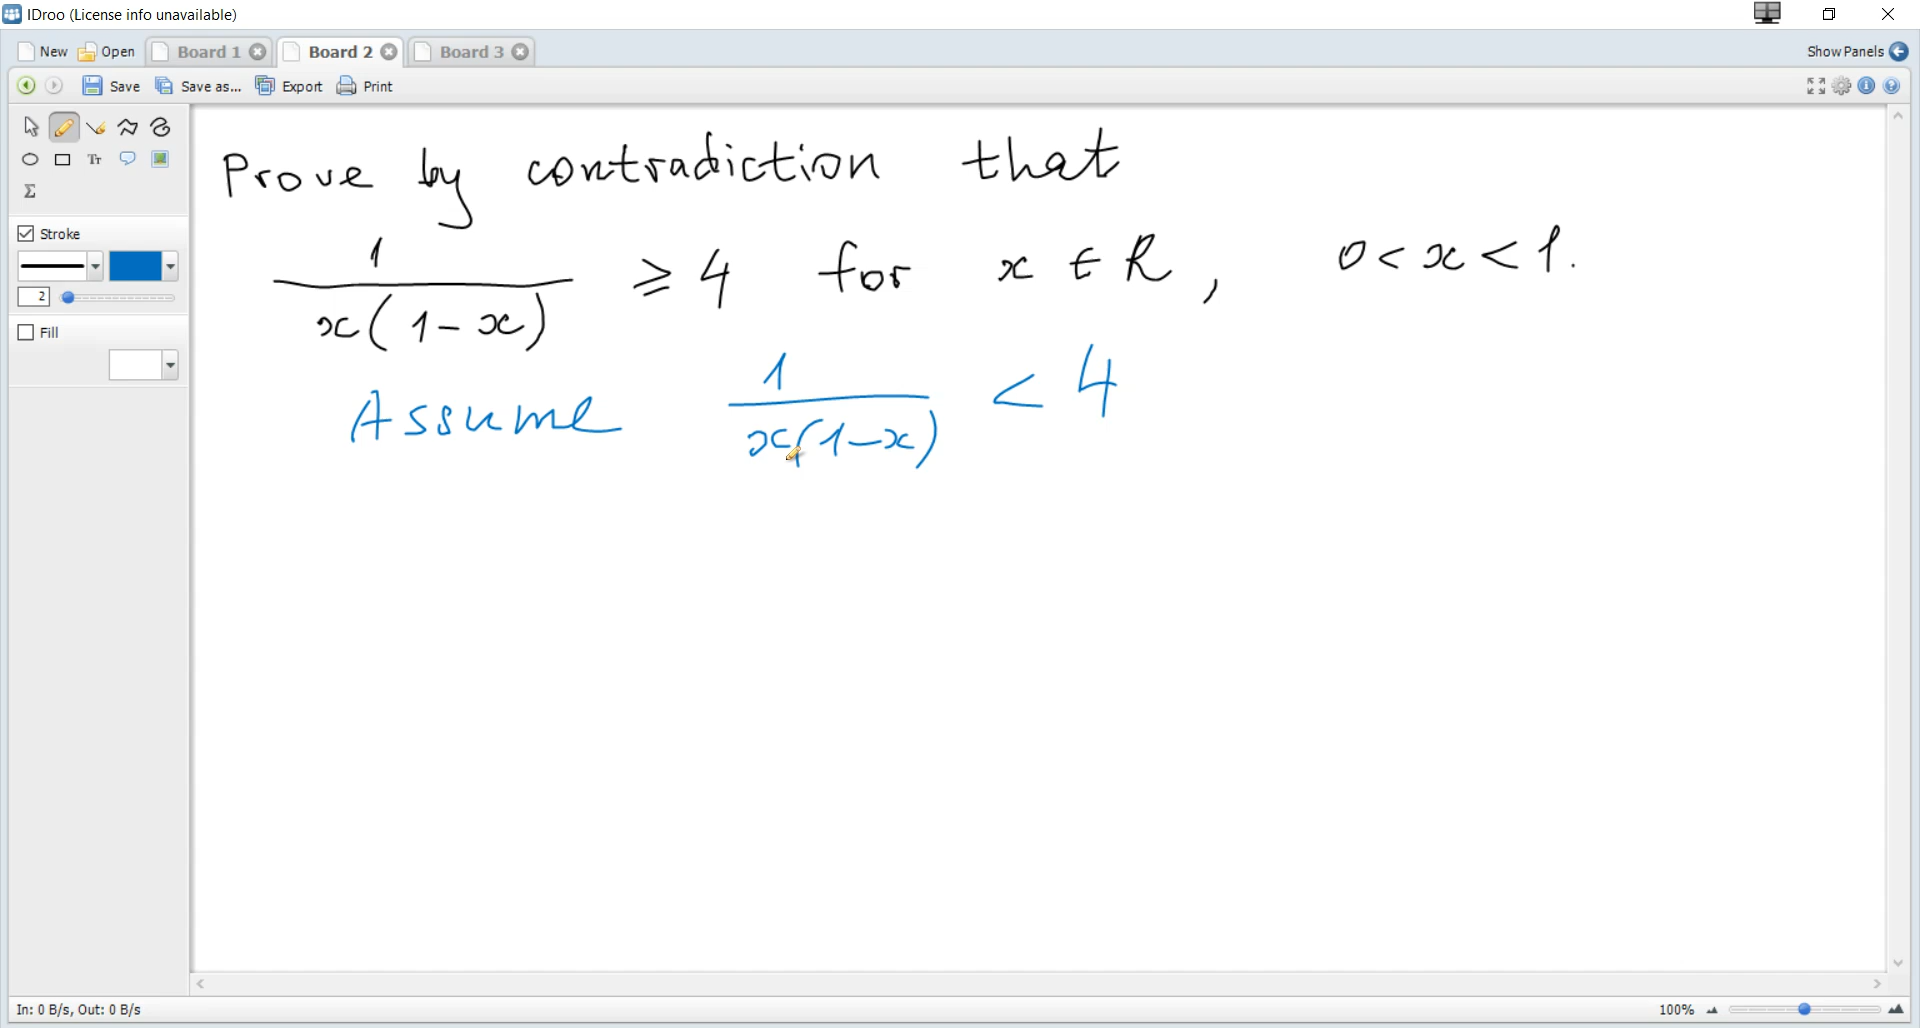 IDroo (License info unavailable)
New Open Board 1 Board 2 Board 3 Show Panels
Save Save as... Export Print
Tr
Σ
Stroke
2
Fill
Prove by contradiction that
1/x(1-x) ≥ 4 for x ∈ R, 0 < x < 1.
Assume 1/x(1-x) < 4
In: 0 B/s, Out: 0 B/s 100%